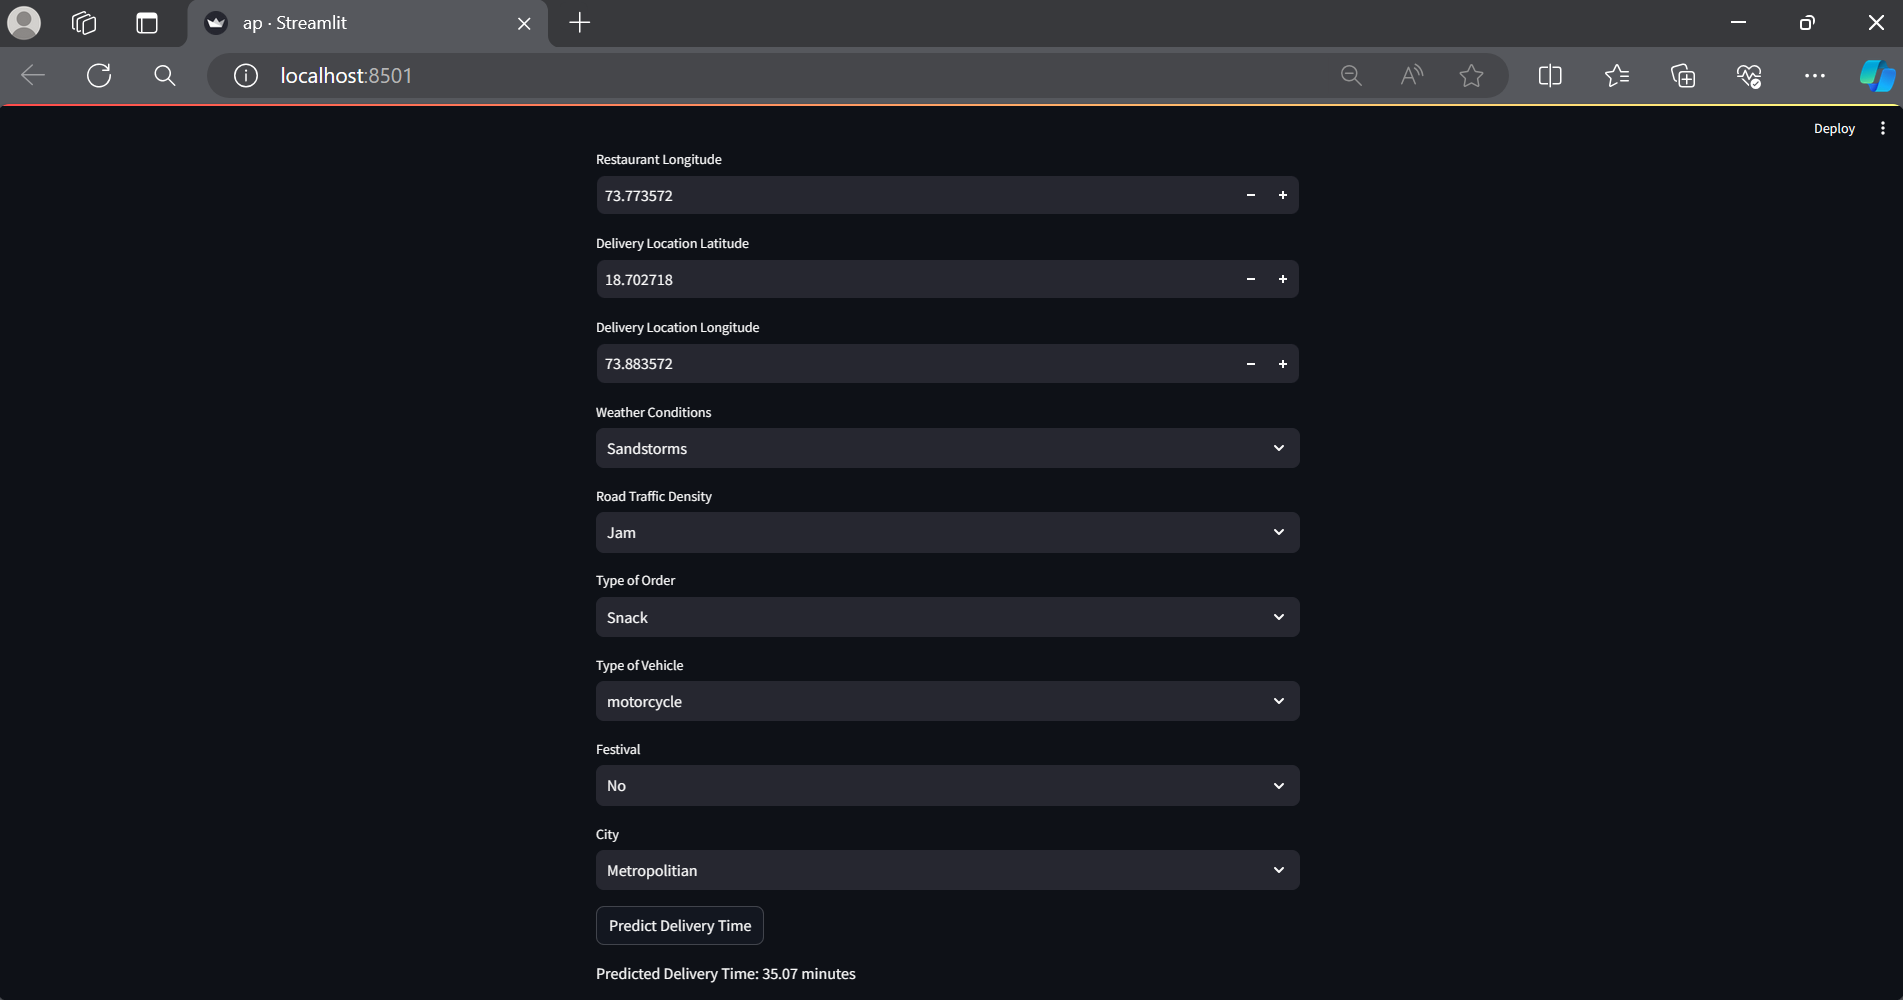 ap · Streamlit
localhost:8501
Deploy
Restaurant Longitude
73.773572
Delivery Location Latitude
18.702718
Delivery Location Longitude
73.883572
Weather Conditions
Sandstorms
Road Traffic Density
Jam
Type of Order
Snack
Type of Vehicle
motorcycle
Festival
No
City
Metropolitian
Predict Delivery Time
Predicted Delivery Time: 35.07 minutes